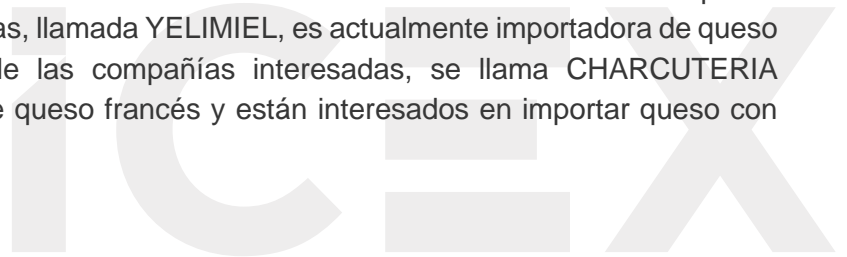 as, llamada YELIMIEL, es actualmente importadora de queso
de las compañías interesadas, se llama CHARCUTERIA
e queso francés y están interesados en importar queso con
ICEX